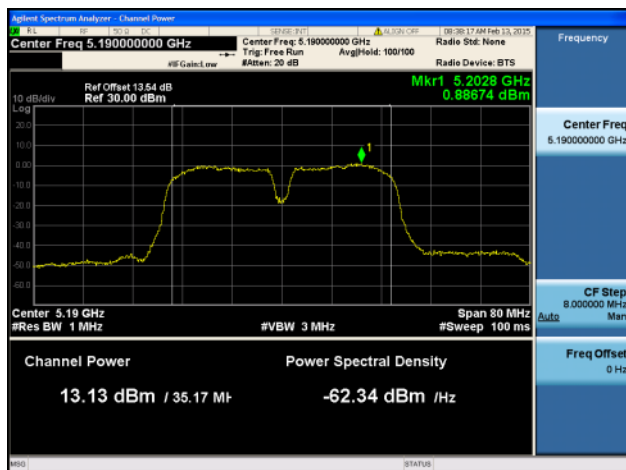 Agilent Spectrum Analyzer - Channel Power
RL RF 50 Ω DC SENSE:INT ALIGN OFF 08:38:17 AM Feb 13, 2015
Center Freq 5.190000000 GHz Center Freq: 5.190000000 GHz Radio Std: None Frequency
Trig: Free Run Avg|Hold: 100/100
#IFGain:Low #Atten: 20 dB Radio Device: BTS
Mkr1 5.2028 GHz
Ref Offset 13.54 dB
10 dB/div Ref 30.00 dBm 0.88674 dBm
Log
20.0
10.0
0.00
-10.0
-20.0
-30.0
-40.0
-50.0
-60.0
1
Center Freq
5.190000000 GHz
Center 5.19 GHz Span 80 MHz
#Res BW 1 MHz #VBW 3 MHz #Sweep 100 ms
CF Step
8.000000 MHz
Auto Man
Channel Power Power Spectral Density
13.13 dBm / 35.17 MH -62.34 dBm /Hz
Freq Offset
0 Hz
MSG STATUS